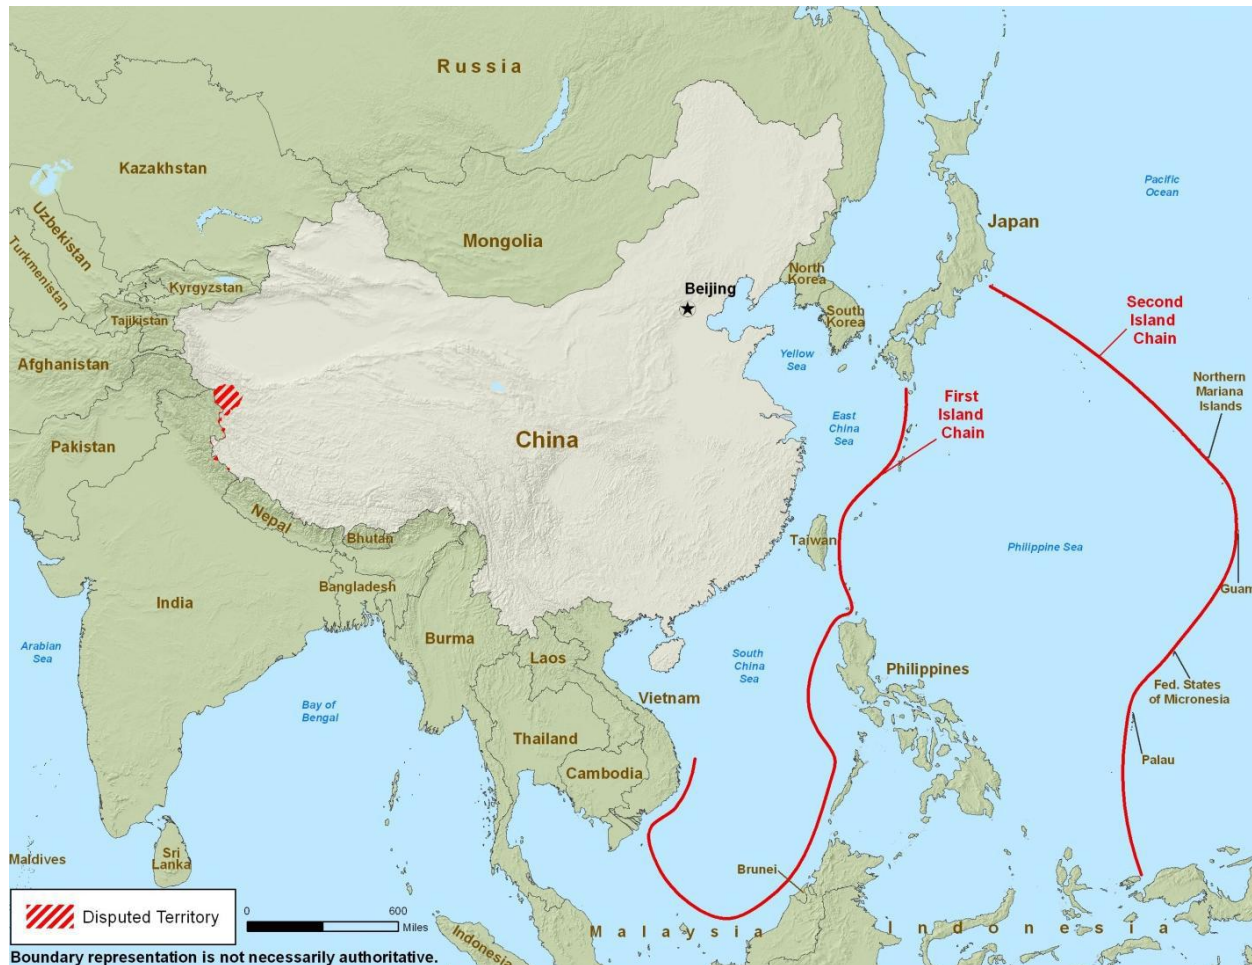 Russia
Kazakhstan
Uzbekistan
Turkmenistan
Mongolia
Pacific
Ocean
Japan
Kyrgyzstan
Tajikistan
Afghanistan
Beijing
North
Korea
South
Korea
Second
Island
Chain
Yellow
Sea
Northern
Mariana
Islands
First
Island
Chain
East
China
Sea
China
Pakistan
Nepal
Bhutan
Taiwan
Philippine Sea
Bangladesh
India
Guam
Burma
Laos
Arabian
Sea
South
China
Sea
Philippines
Vietnam
Bay of
Bengal
Fed. States
of Micronesia
Thailand
Palau
Cambodia
Maldives
Sri
Lanka
Brunei
Disputed Territory
0 600
Miles
Malaysia
Indonesia
Indonesia
Boundary representation is not necessarily authoritative.